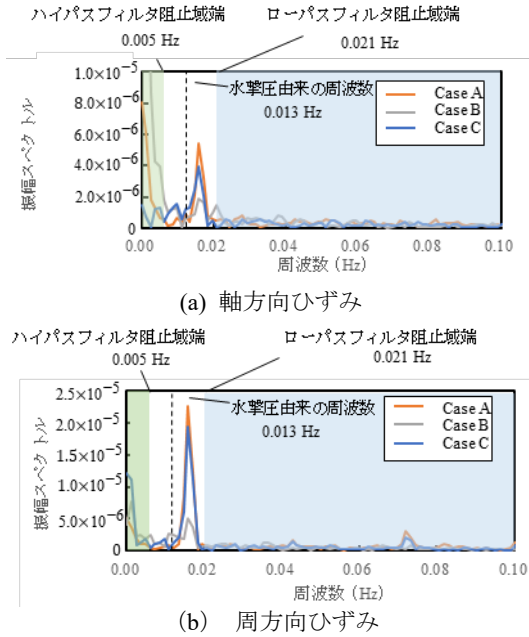 ハイパスフィルタ阻止域端
ローパスフィルタ阻止域端
0.005 Hz
0.021 Hz
振幅スペクトル
1.0×10⁻⁵
8.0×10⁻⁶
6.0×10⁻⁶
4.0×10⁻⁶
2.0×10⁻⁶
0
水撃圧由来の周波数
0.013 Hz
Case A
Case B
Case C
0.00 0.02 0.04 0.06 0.08 0.10
周波数 (Hz)
(a) 軸方向ひずみ
ハイパスフィルタ阻止域端
ローパスフィルタ阻止域端
0.005 Hz
0.021 Hz
振幅スペクトル
2.5×10⁻⁵
2.0×10⁻⁵
1.5×10⁻⁵
1.0×10⁻⁵
5.0×10⁻⁶
0
水撃圧由来の周波数
0.013 Hz
Case A
Case B
Case C
0.00 0.02 0.04 0.06 0.08 0.10
周波数 (Hz)
(b) 周方向ひずみ